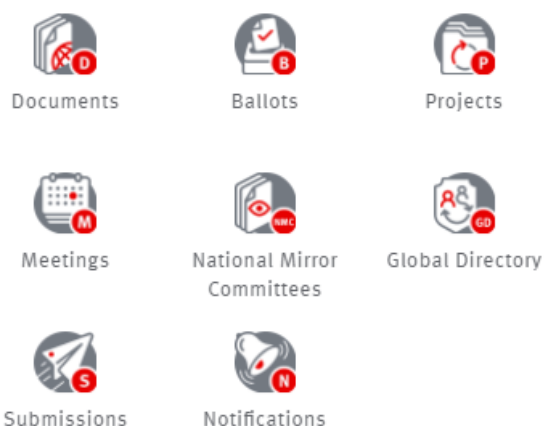 D
B
P
Documents
Ballots
Projects
M
NMC
GD
Meetings
National Mirror
Committees
Global Directory
S
N
Submissions
Notifications